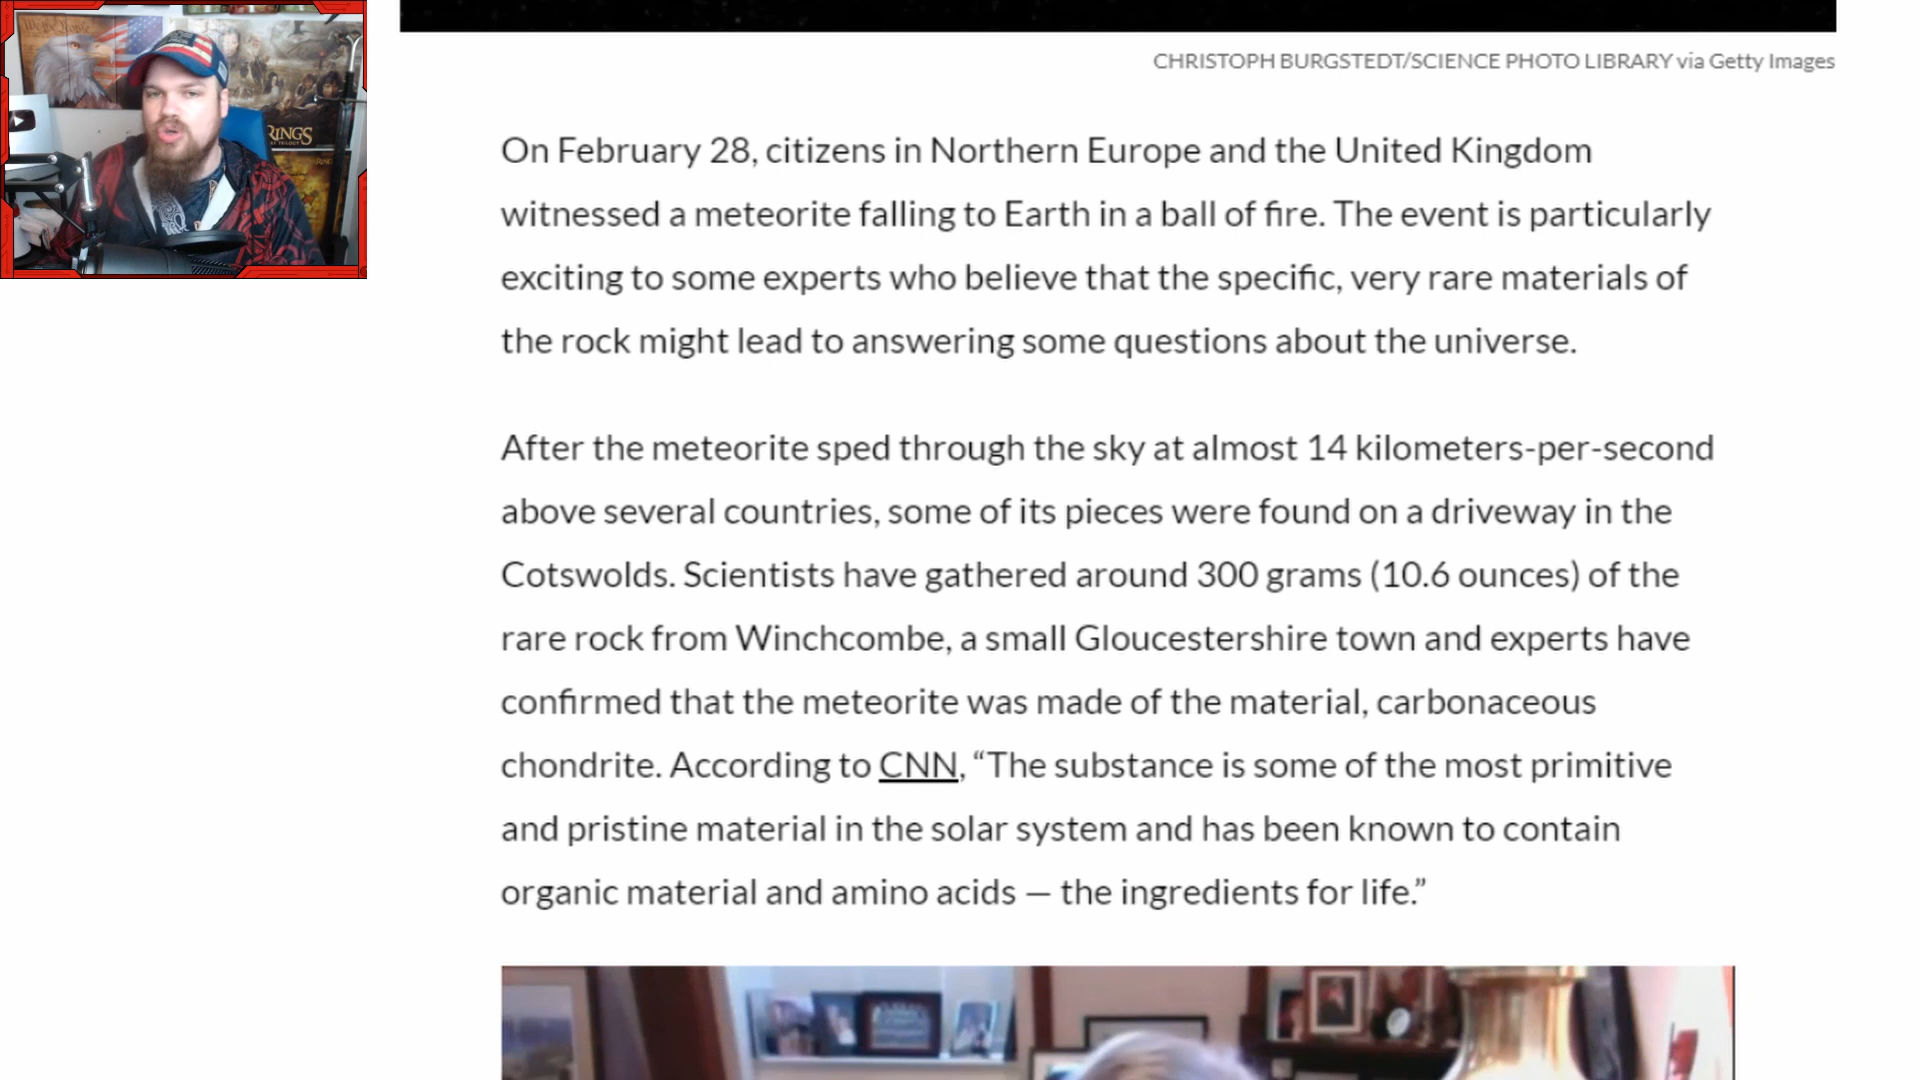 We the People
RINGS
CHRISTOPH BURGSTEDT/SCIENCE PHOTO LIBRARY via Getty Images
On February 28, citizens in Northern Europe and the United Kingdom
witnessed a meteorite falling to Earth in a ball of fire. The event is particularly
exciting to some experts who believe that the specific, very rare materials of
the rock might lead to answering some questions about the universe.
After the meteorite sped through the sky at almost 14 kilometers-per-second
above several countries, some of its pieces were found on a driveway in the
Cotswolds. Scientists have gathered around 300 grams (10.6 ounces) of the
rare rock from Winchcombe, a small Gloucestershire town and experts have
confirmed that the meteorite was made of the material, carbonaceous
chondrite. According to CNN, “The substance is some of the most primitive
and pristine material in the solar system and has been known to contain
organic material and amino acids — the ingredients for life.”